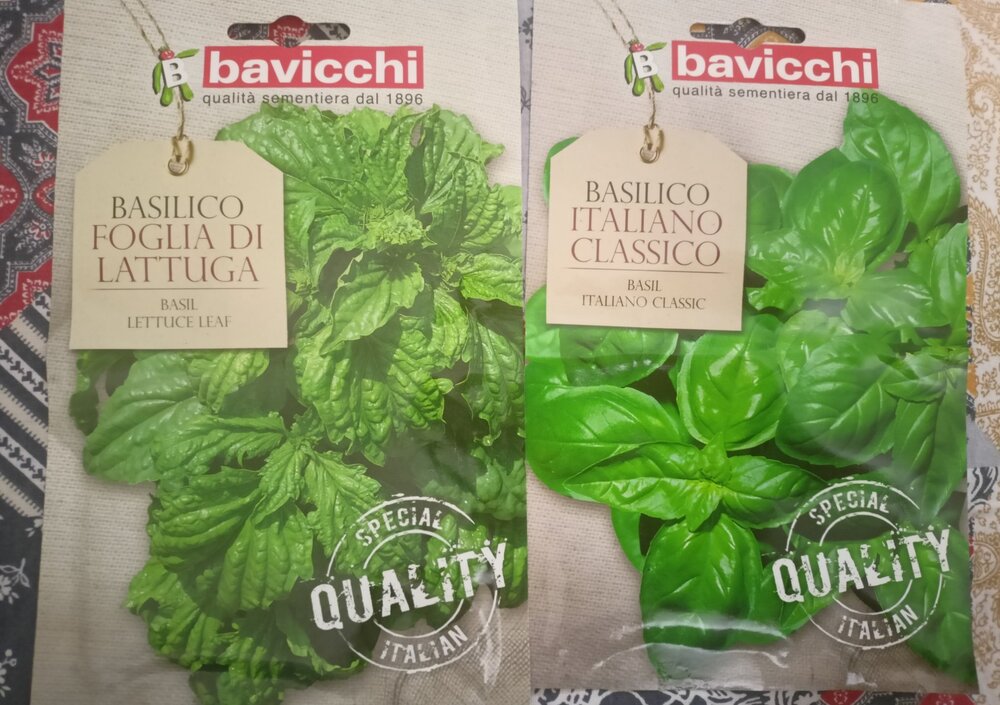 B
bavicchi
qualità sementiera dal 1896
BASILICO
FOGLIA DI
LATTUGA
BASIL
LETTUCE LEAF
SPECIAL
QUALITY
ITALIAN
B
bavicchi
qualità sementiera dal 1896
BASILICO
ITALIANO
CLASSICO
BASIL
ITALIANO CLASSIC
SPECIAL
QUALITY
ITALIAN